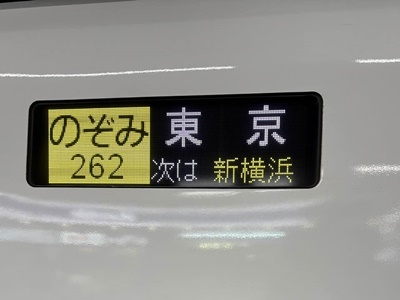 のぞみ 東京
262 次は 新横浜